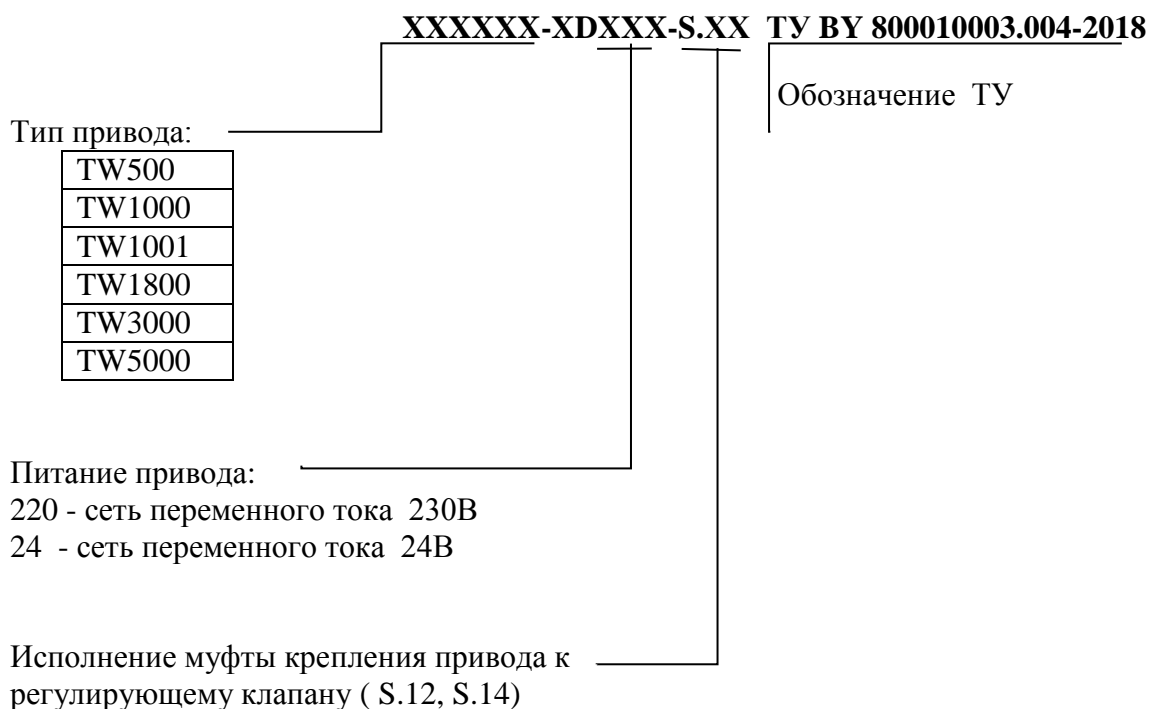 XXXXXX-XDXXX-S.XX ТУ BY 800010003.004-2018
Обозначение ТУ
Тип привода:
TW500
TW1000
TW1001
TW1800
TW3000
TW5000
Питание привода:
220 - сеть переменного тока 230В
24 - сеть переменного тока 24В
Исполнение муфты крепления привода к
регулирующему клапану ( S.12, S.14)